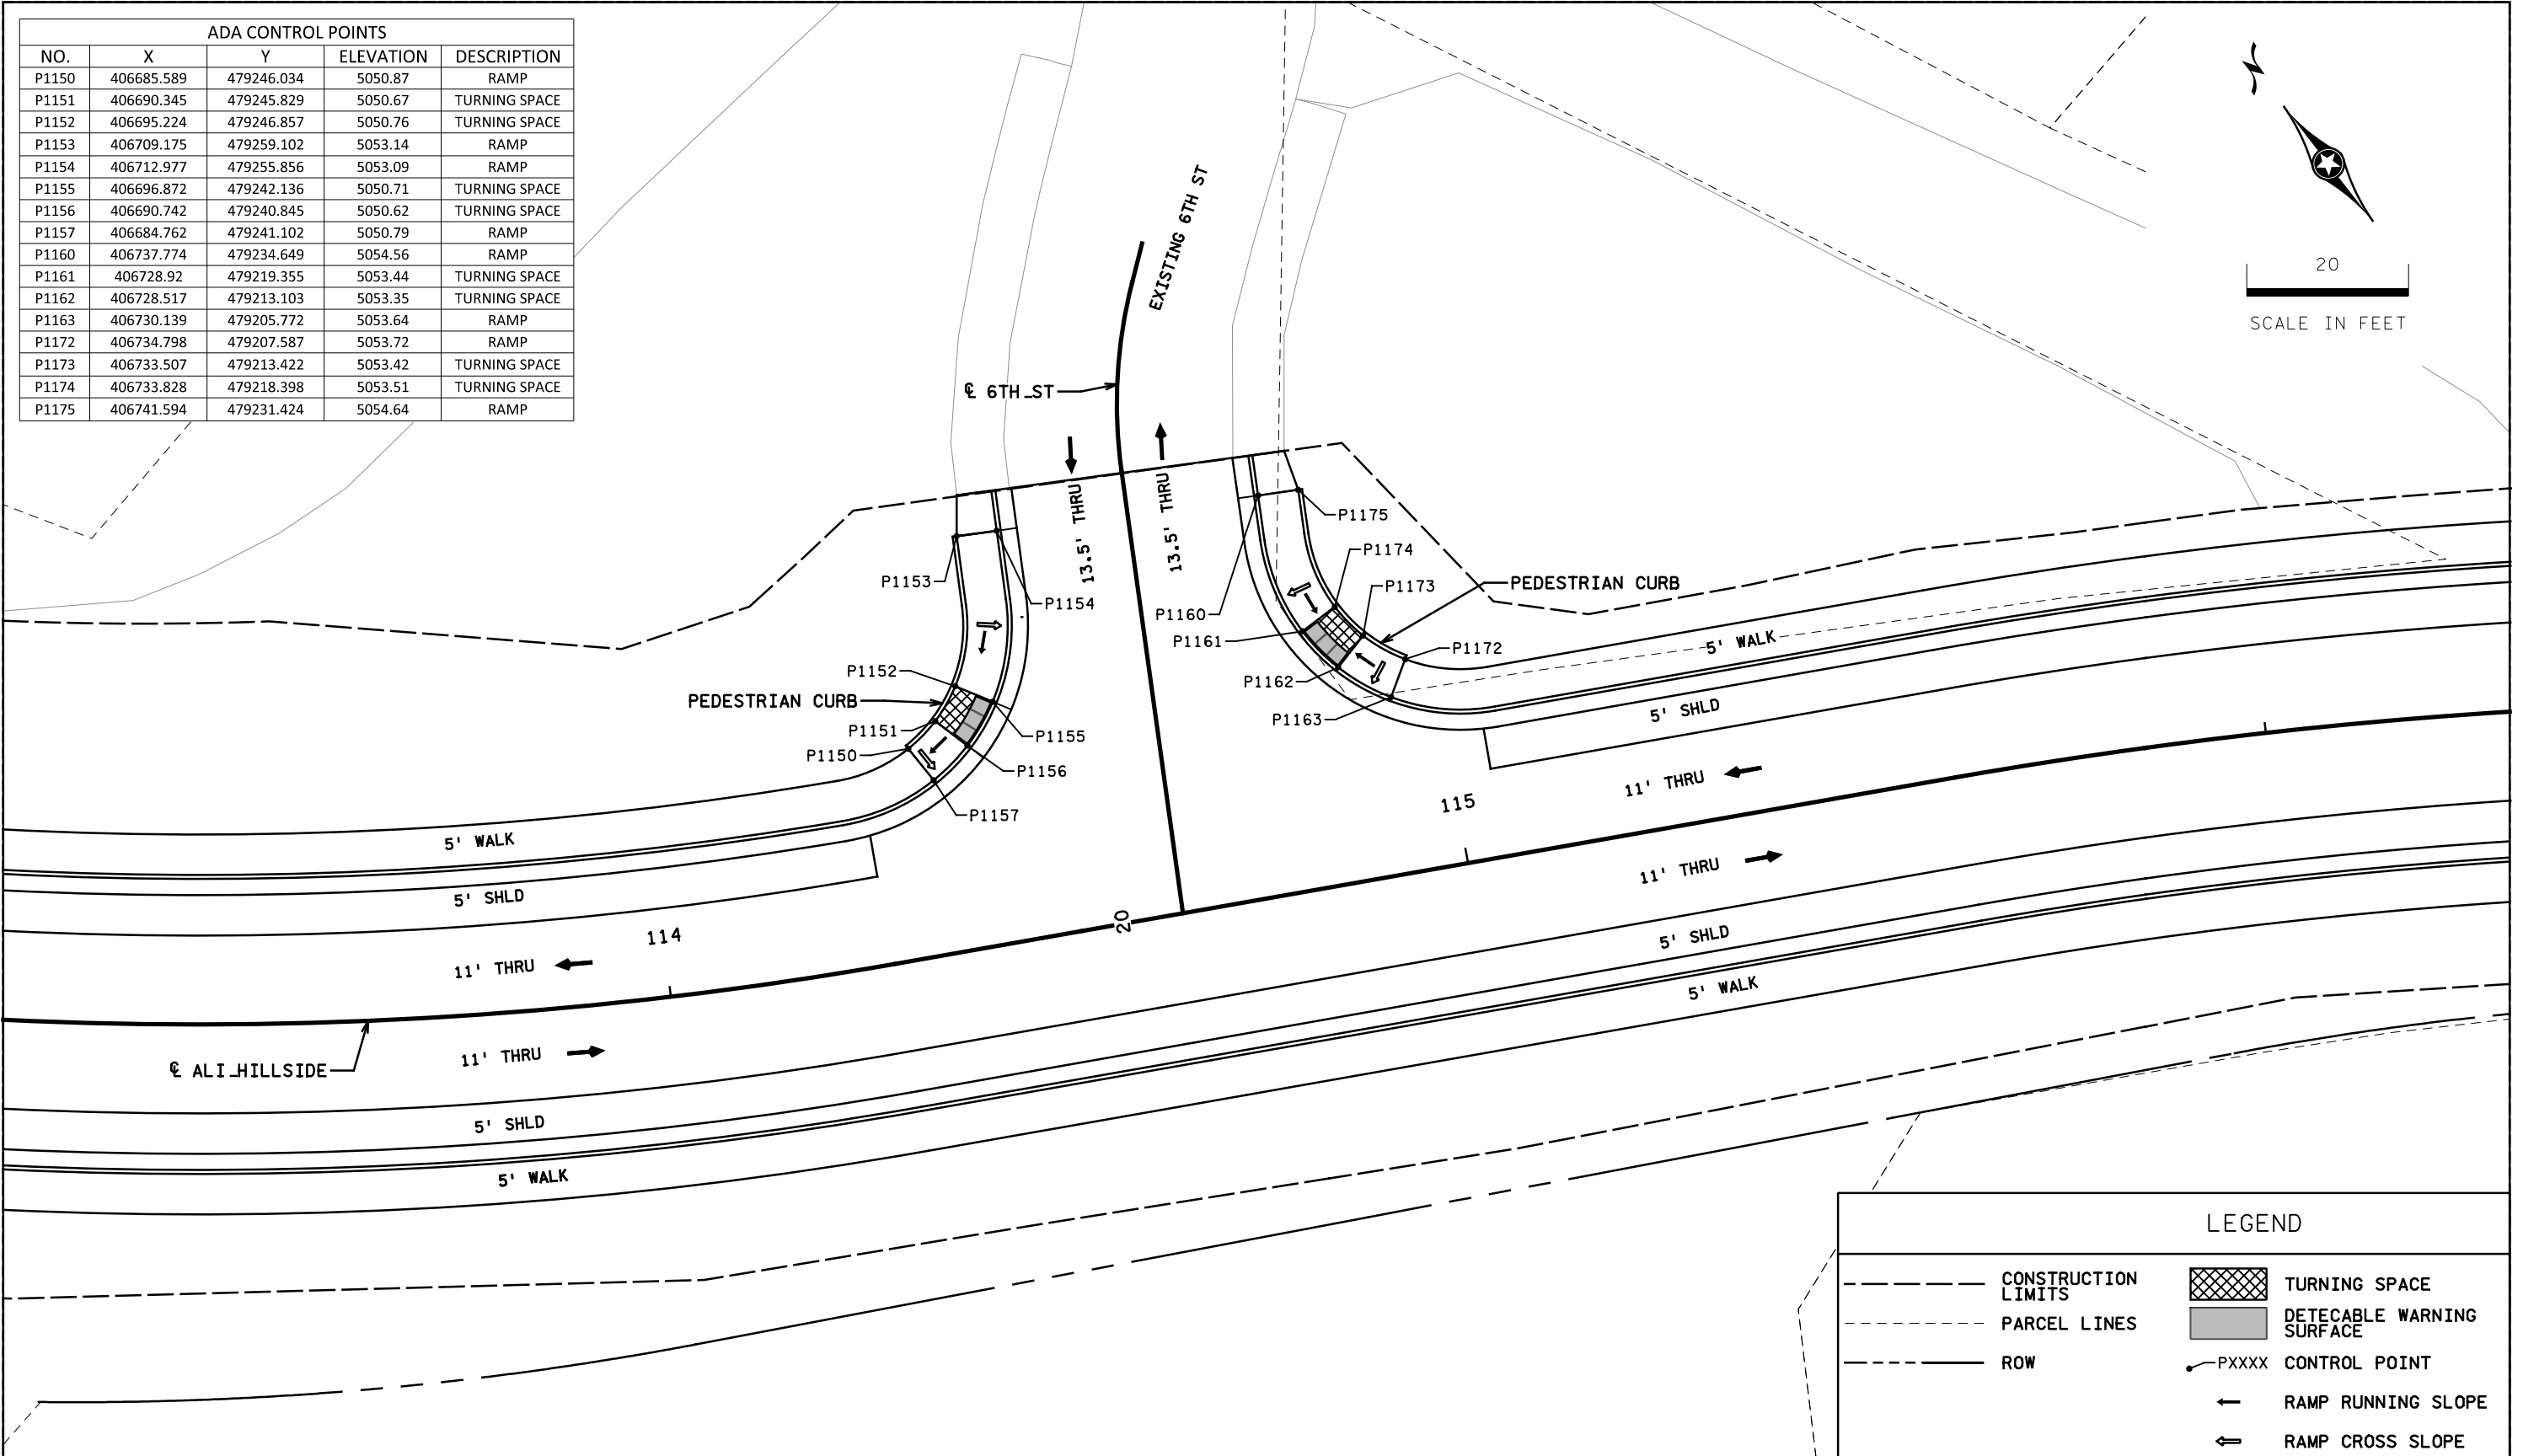 ADA CONTROL POINTS
NO. X Y ELEVATION DESCRIPTION
P1150 406685.589 479246.034 5050.87 RAMP
P1151 406690.345 479245.829 5050.67 TURNING SPACE
P1152 406695.224 479246.857 5050.76 TURNING SPACE
P1153 406709.175 479259.102 5053.14 RAMP
P1154 406712.977 479255.856 5053.09 RAMP
P1155 406696.872 479242.136 5050.71 TURNING SPACE
P1156 406690.742 479240.845 5050.62 TURNING SPACE
P1157 406684.762 479241.102 5050.79 RAMP
P1160 406737.774 479234.649 5054.56 RAMP
P1161 406728.92 479219.355 5053.44 TURNING SPACE
P1162 406728.517 479213.103 5053.35 TURNING SPACE
P1163 406730.139 479205.772 5053.64 RAMP
P1172 406734.798 479207.587 5053.72 RAMP
P1173 406733.507 479213.422 5053.42 TURNING SPACE
P1174 406733.828 479218.398 5053.51 TURNING SPACE
P1175 406741.594 479231.424 5054.64 RAMP
20
SCALE IN FEET
EXISTING 6TH ST
℄ 6TH_ST
13.5' THRU
13.5' THRU
P1175
P1174
P1153
P1173
PEDESTRIAN CURB
P1154
P1160
P1161
P1172
5' WALK
P1152
P1162
PEDESTRIAN CURB
5' SHLD
P1163
P1151
P1155
P1150
P1156
11' THRU
115
P1157
5' WALK
11' THRU
5' SHLD
20
114
5' SHLD
11' THRU
5' WALK
11' THRU
℄ ALI_HILLSIDE
5' SHLD
5' WALK
LEGEND
CONSTRUCTION
LIMITS
TURNING SPACE
PARCEL LINES
DETECABLE WARNING
SURFACE
ROW
PXXXX CONTROL POINT
RAMP RUNNING SLOPE
RAMP CROSS SLOPE